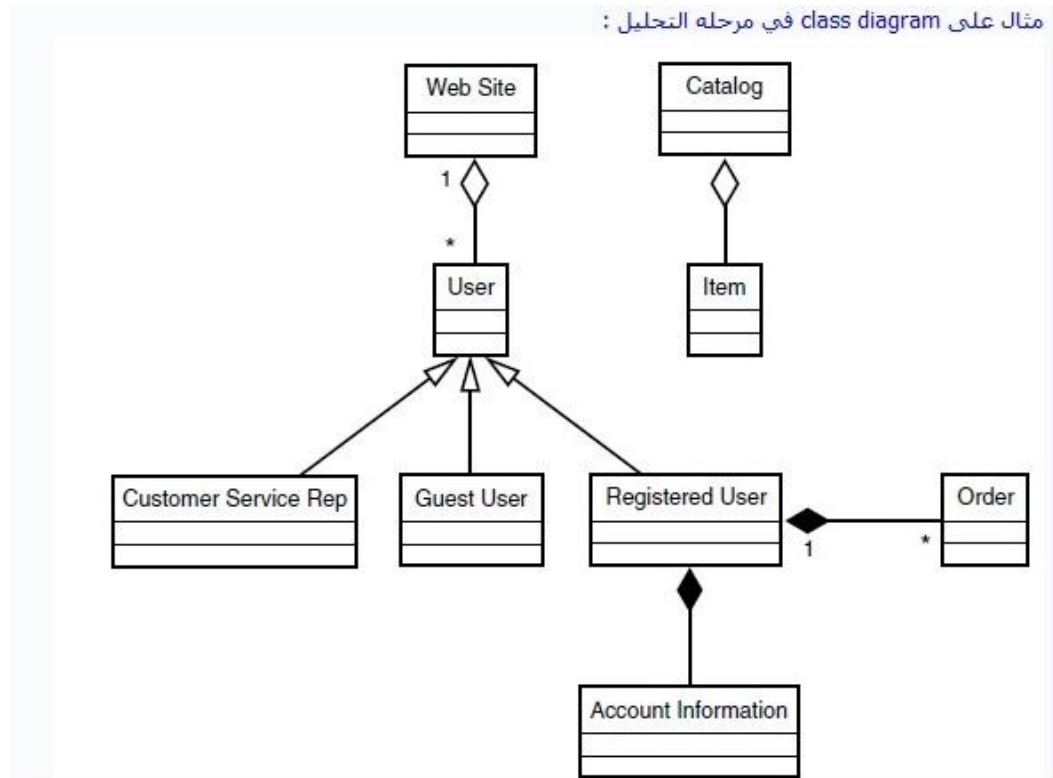 مثال على class diagram في مرحله التحليل :
Web Site
Catalog
1
*
User
Item
Customer Service Rep
Guest User
Registered User
Order
1
*
Account Information